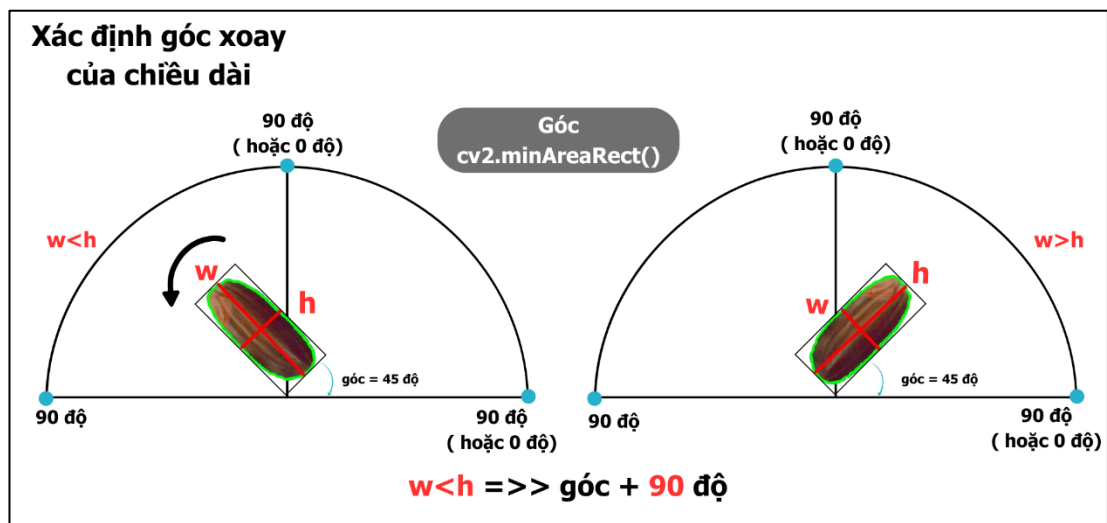 Xác định góc xoay
của chiều dài
Góc
cv2.minAreaRect()
90 độ
( hoặc 0 độ)
w<h
w
h
góc = 45 độ
90 độ
90 độ
( hoặc 0 độ)
90 độ
( hoặc 0 độ)
w>h
h
w
góc = 45 độ
90 độ
90 độ
( hoặc 0 độ)
w<h =>> góc + 90 độ